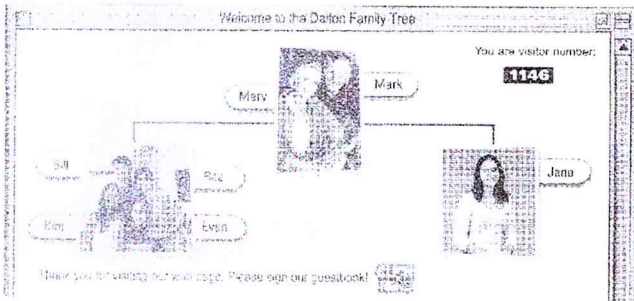 Welcome to the Dalton Family Tree
You are visitor number:
1146
Mark
Mary
Jane
Kim
Evan
Thank you for visiting our web page. Please sign our guestbook!